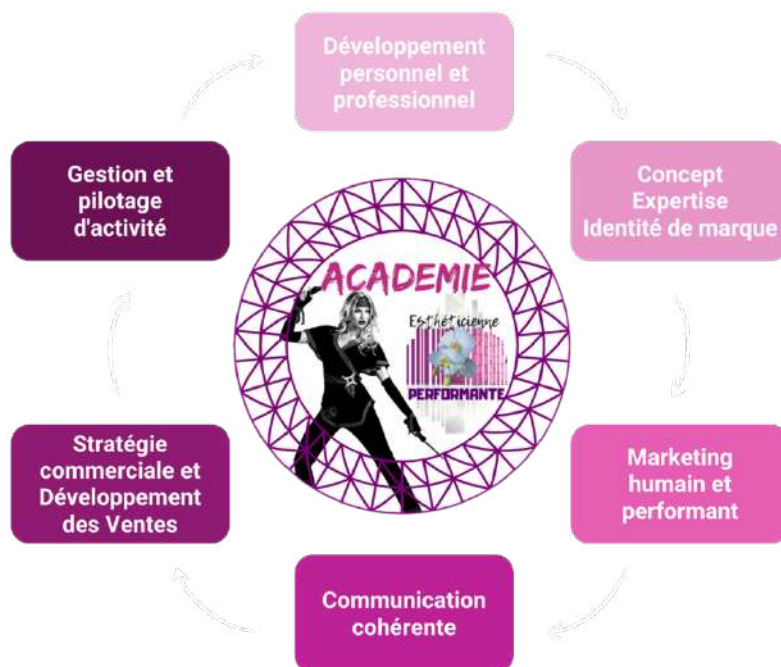 Développement
personnel et
professionnel
Gestion et
pilotage
d'activité
Concept
Expertise
Identité de marque
ACADEMIE
Esthéticienne
PERFORMANTE
Stratégie
commerciale et
Développement
des Ventes
Marketing
humain et
performant
Communication
cohérente